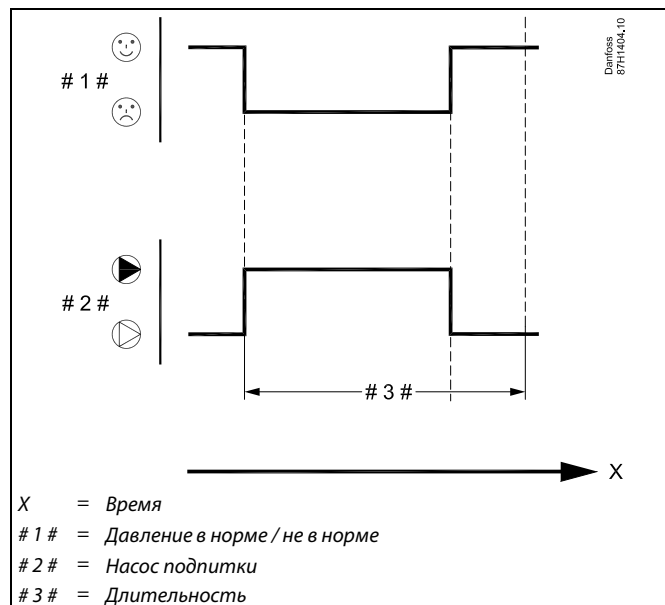 Danfoss
87H1404.10
# 1 #
# 2 #
# 3 #
X
X = Время
# 1 # = Давление в норме / не в норме
# 2 # = Насос подпитки
# 3 # = Длительность